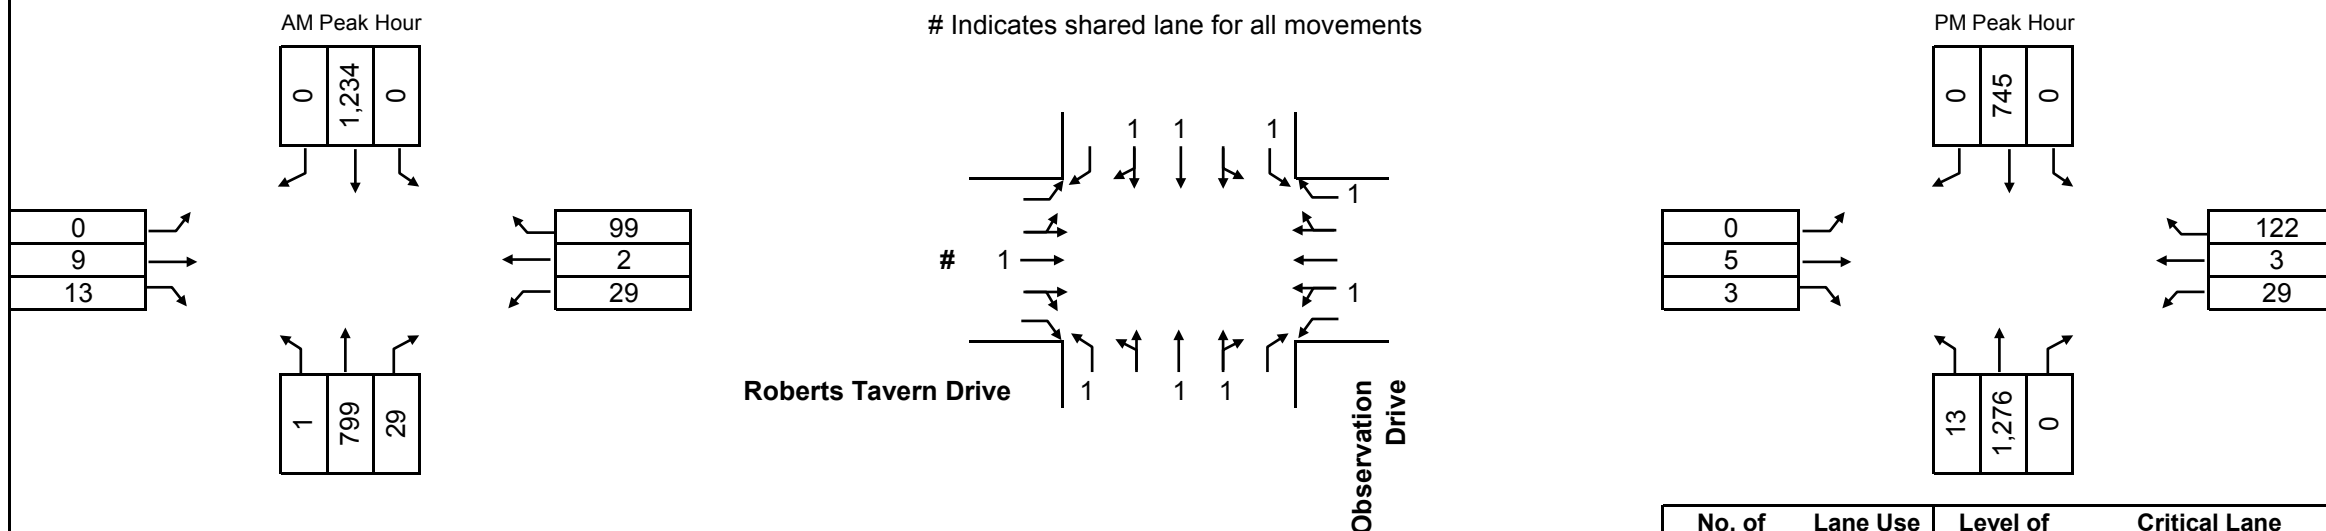 # Indicates shared lane for all movements
AM Peak Hour
0 1,234 0
0
9
13
99
2
29
1 799 29
1 1 1
1
# 1
1
1 1 1
Roberts Tavern Drive
Observation
Drive
PM Peak Hour
0 745 0
0
5
3
122
3
29
13 1,276 0
No. of Lane Use Level of Critical Lane